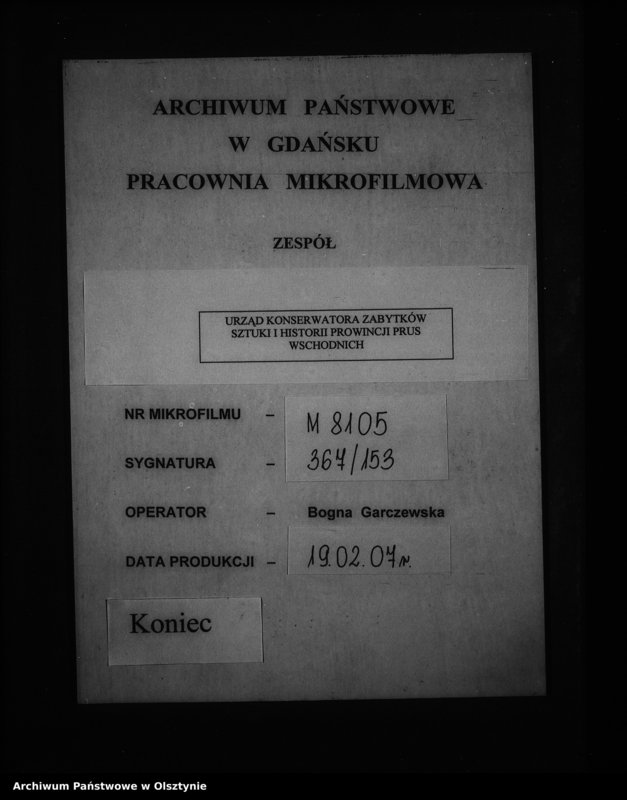 ARCHIWUM PAŃSTWOWE
W GDAŃSKU
PRACOWNIA MIKROFILMOWA
ZESPÓŁ
URZĄD KONSERWATORA ZABYTKÓW
SZTUKI I HISTORII PROWINCJI PRUS
WSCHODNICH
NR MIKROFILMU – M 8105
SYGNATURA – 367/153
OPERATOR – Bogna Garczewska
DATA PRODUKCJI – 19.02.07r.
Koniec
Archiwum Państwowe w Olsztynie